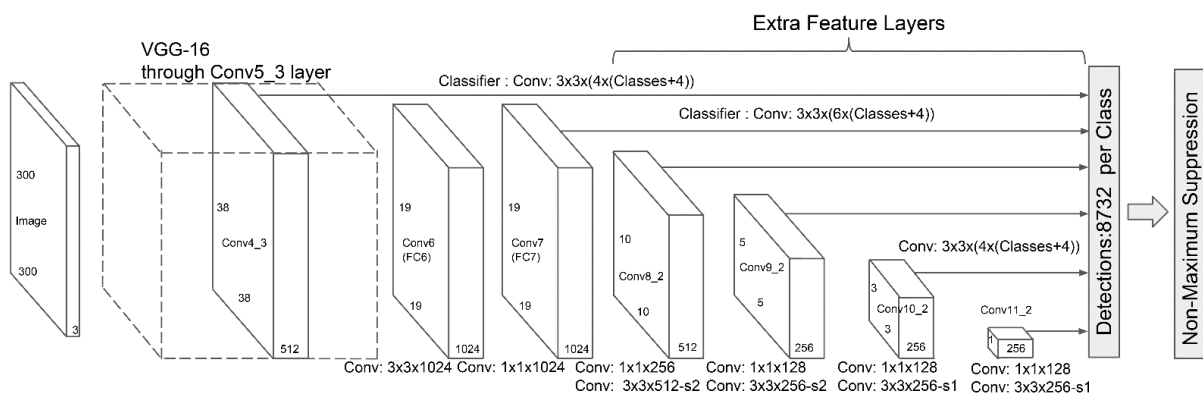 Extra Feature Layers
VGG-16
through Conv5_3 layer
Classifier : Conv: 3x3x(4x(Classes+4))
Classifier : Conv: 3x3x(6x(Classes+4))
300
Image
300
3
38
Conv4_3
38
512
19
Conv6
(FC6)
19
1024
19
Conv7
(FC7)
19
1024
10
Conv8_2
10
512
5
Conv9_2
5
256
Conv: 3x3x(4x(Classes+4))
3
Conv10_2
3
256
Conv11_2
1
256
Conv: 3x3x1024
Conv: 1x1x1024
Conv: 1x1x256
Conv: 3x3x512-s2
Conv: 1x1x128
Conv: 3x3x256-s2
Conv: 1x1x128
Conv: 3x3x256-s1
Conv: 1x1x128
Conv: 3x3x256-s1
Detections:8732 per Class
Non-Maximum Suppression